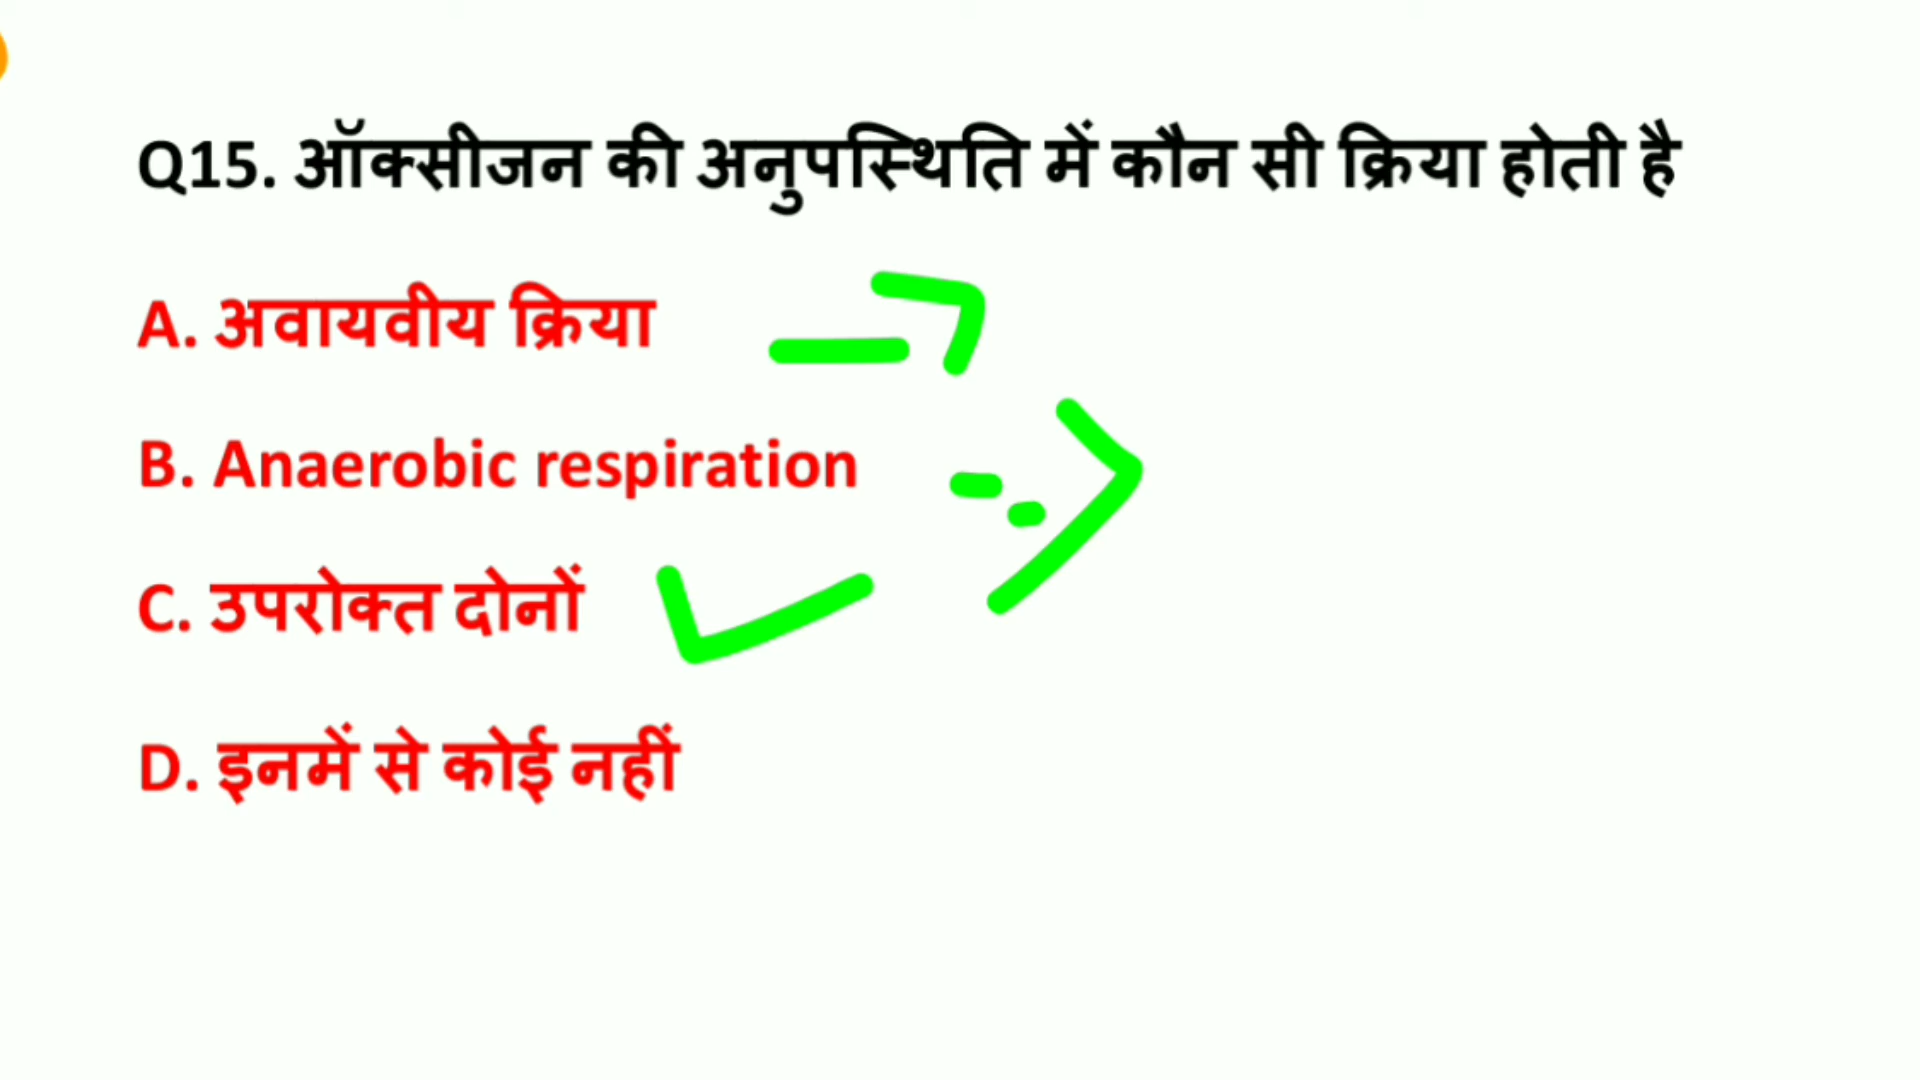 Q15. ऑक्सीजन की अनुपस्थिति में कौन सी क्रिया होती है
A. अवायवीय क्रिया
B. Anaerobic respiration
C. उपरोक्त दोनों
D. इनमें से कोई नहीं